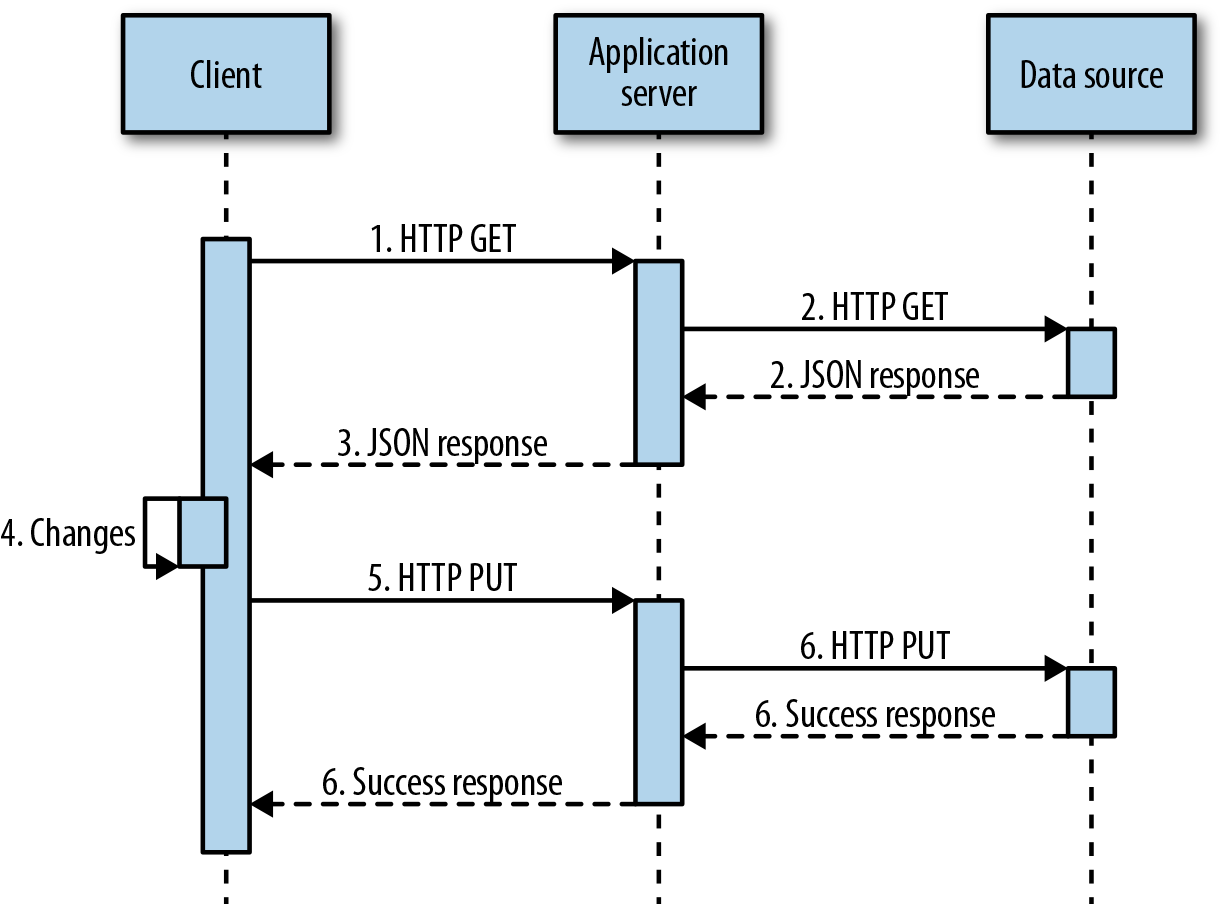 Client
Application
server
Data source
1. HTTP GET
2. HTTP GET
2. JSON response
3. JSON response
4. Changes
5. HTTP PUT
6. HTTP PUT
6. Success response
6. Success response